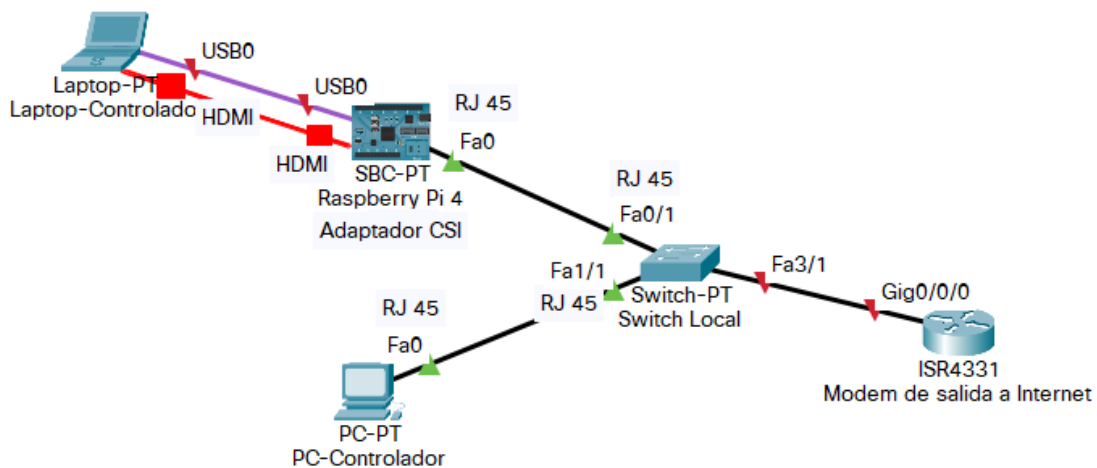 USB0
Laptop-PT
Laptop-Controlado
HDMI
USB0
HDMI
RJ 45
Fa0
SBC-PT
Raspberry Pi 4
Adaptador CSI
RJ 45
Fa0/1
Fa1/1
RJ 45
Switch-PT
Switch Local
Fa3/1
Gig0/0/0
ISR4331
Modem de salida a Internet
RJ 45
Fa0
PC-PT
PC-Controlador